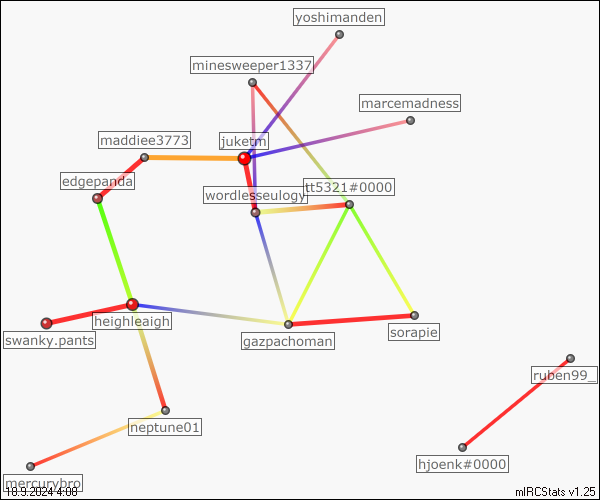 yoshimanden
minesweeper1337
marcemadness
maddiee3773
juketm
edgepanda
tt5321#0000
wordlesseulogy
heighleaigh
swanky.pants
gazpachoman
sorapie
ruben99_
neptune01
hjoenk#0000
mercurybro
10.9.2024 4:00
mIRCStats v1.25